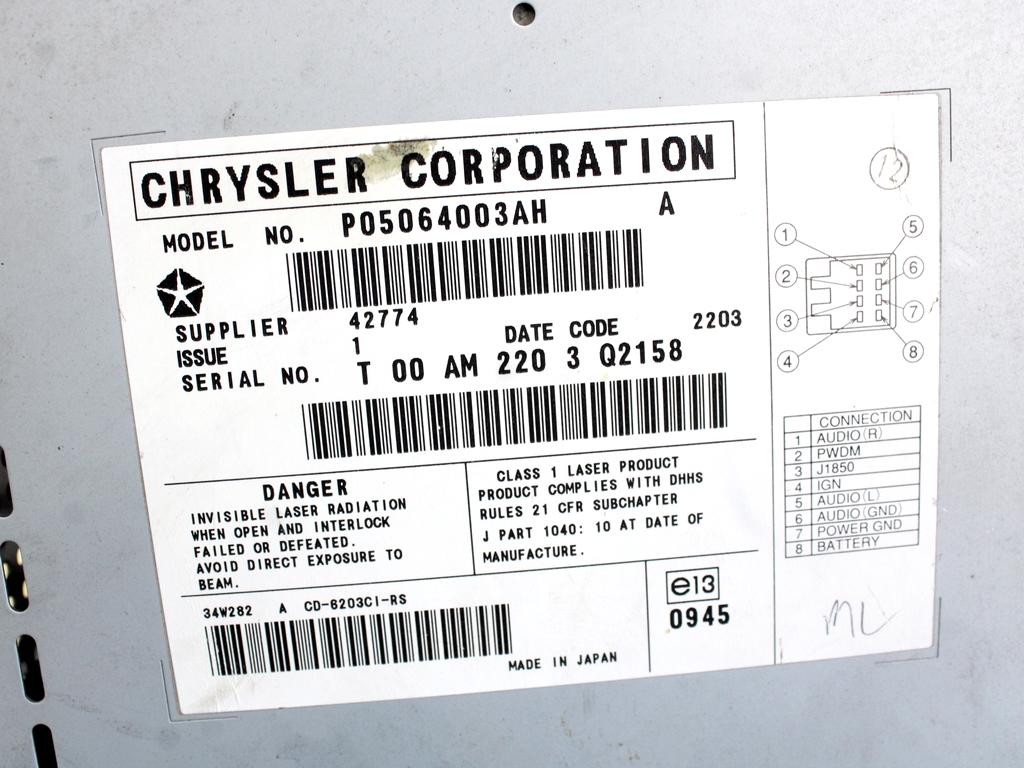 CHRYSLER CORPORATION
MODEL NO. P05064003AH A
SUPPLIER 42774
ISSUE 1 DATE CODE 2203
SERIAL NO. T 00 AM 220 3 Q2158
DANGER
INVISIBLE LASER RADIATION
WHEN OPEN AND INTERLOCK
FAILED OR DEFEATED.
AVOID DIRECT EXPOSURE TO
BEAM.
CLASS 1 LASER PRODUCT
PRODUCT COMPLIES WITH DHHS
RULES 21 CFR SUBCHAPTER
J PART 1040: 10 AT DATE OF
MANUFACTURE.
34W282 A CD-6203CI-RS
MADE IN JAPAN
e13
0945
12
1
2
3
4
5
6
7
8
CONNECTION
1 AUDIO(R)
2 PWDM
3 J1850
4 IGN
5 AUDIO(L)
6 AUDIO(GND)
7 POWER GND
8 BATTERY